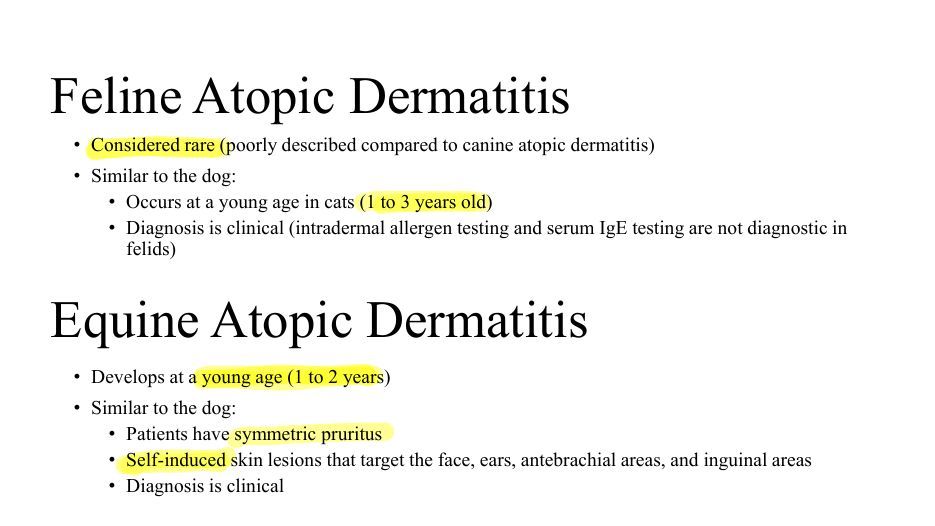 Feline Atopic Dermatitis
• Considered rare (poorly described compared to canine atopic dermatitis)
• Similar to the dog:
• Occurs at a young age in cats (1 to 3 years old)
• Diagnosis is clinical (intradermal allergen testing and serum IgE testing are not diagnostic in
felids)
Equine Atopic Dermatitis
• Develops at a young age (1 to 2 years)
• Similar to the dog:
• Patients have symmetric pruritus
• Self-induced skin lesions that target the face, ears, antebrachial areas, and inguinal areas
• Diagnosis is clinical